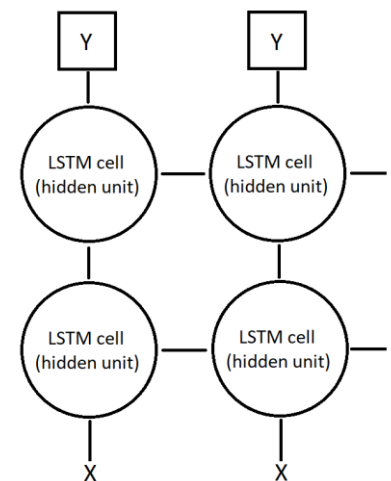 Y
Y
LSTM cell
(hidden unit)
LSTM cell
(hidden unit)
LSTM cell
(hidden unit)
LSTM cell
(hidden unit)
X
X